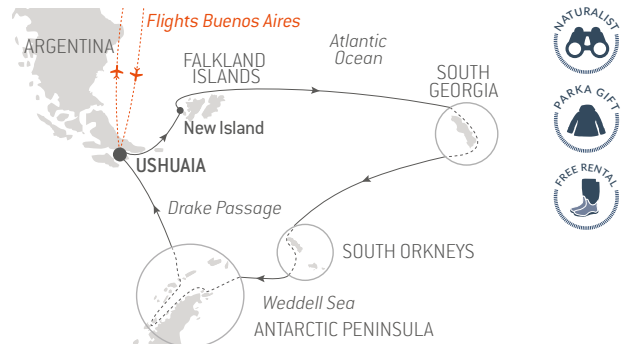 Flights Buenos Aires
ARGENTINA
Atlantic
Ocean
FALKLAND
ISLANDS
SOUTH
GEORGIA
New Island
USHUAIA
Drake Passage
SOUTH ORKNEYS
Weddell Sea
ANTARCTIC PENINSULA
NATURALIST
PARKA GIFT
FREE RENTAL